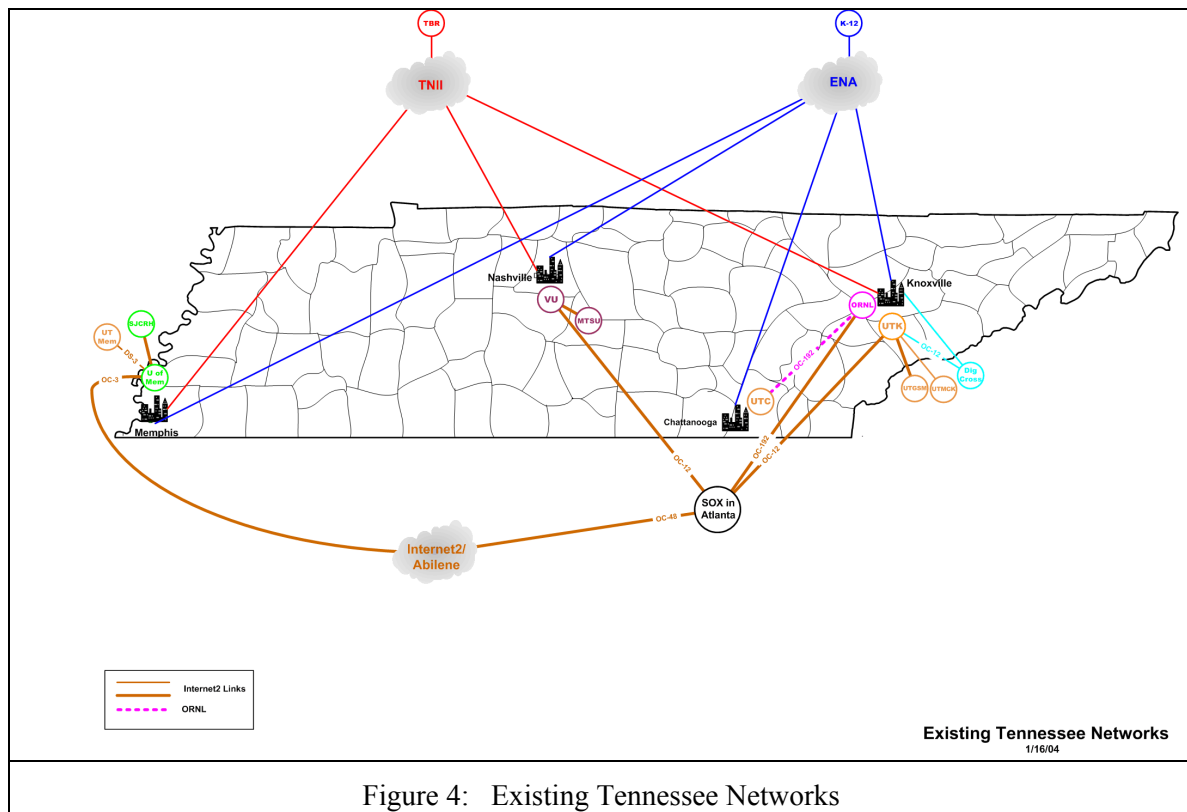 TBR
K-12
TNII
ENA
Nashville
Knoxville
VU
MTSU
ORNL
UTK
SJCRH
UT
Mem
DS-3
U of
Mem
OC-3
OC-192
OC-12
Dig
Crossn
UTGSM
UTMCK
UTC
Memphis
Chattanooga
OC-12
OC-192
OC-12
SOX in
Atlanta
OC-48
Internet2/
Abilene
Internet2 Links
ORNL
Existing Tennessee Networks
1/16/04
Figure 4: Existing Tennessee Networks